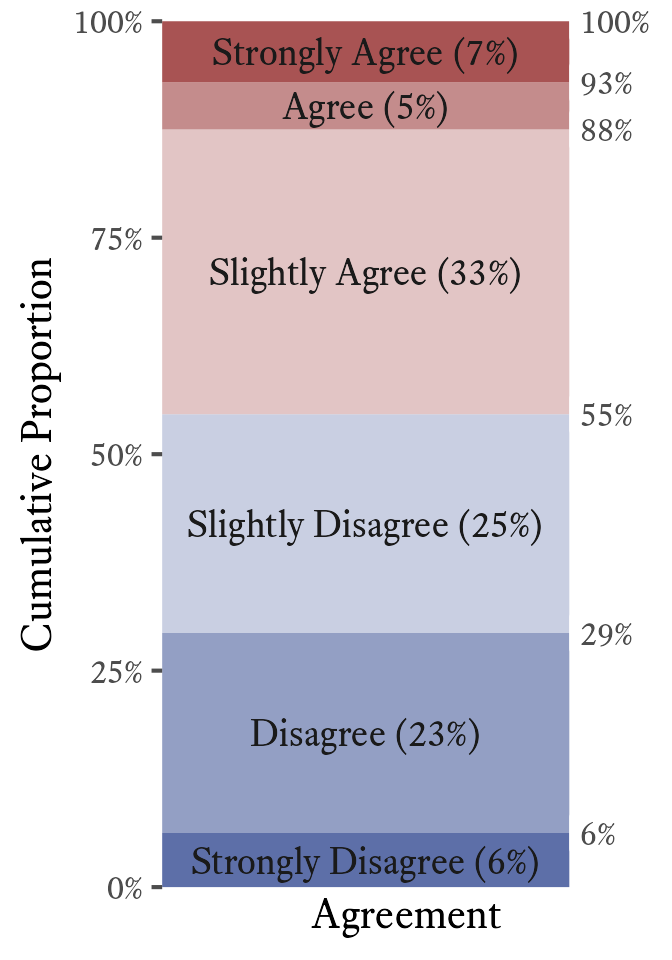 100%
100%
Strongly Agree (7%)
93%
Agree (5%)
88%
75%
Slightly Agree (33%)
55%
50%
Slightly Disagree (25%)
29%
25%
Disagree (23%)
6%
Strongly Disagree (6%)
0%
Cumulative Proportion
Agreement